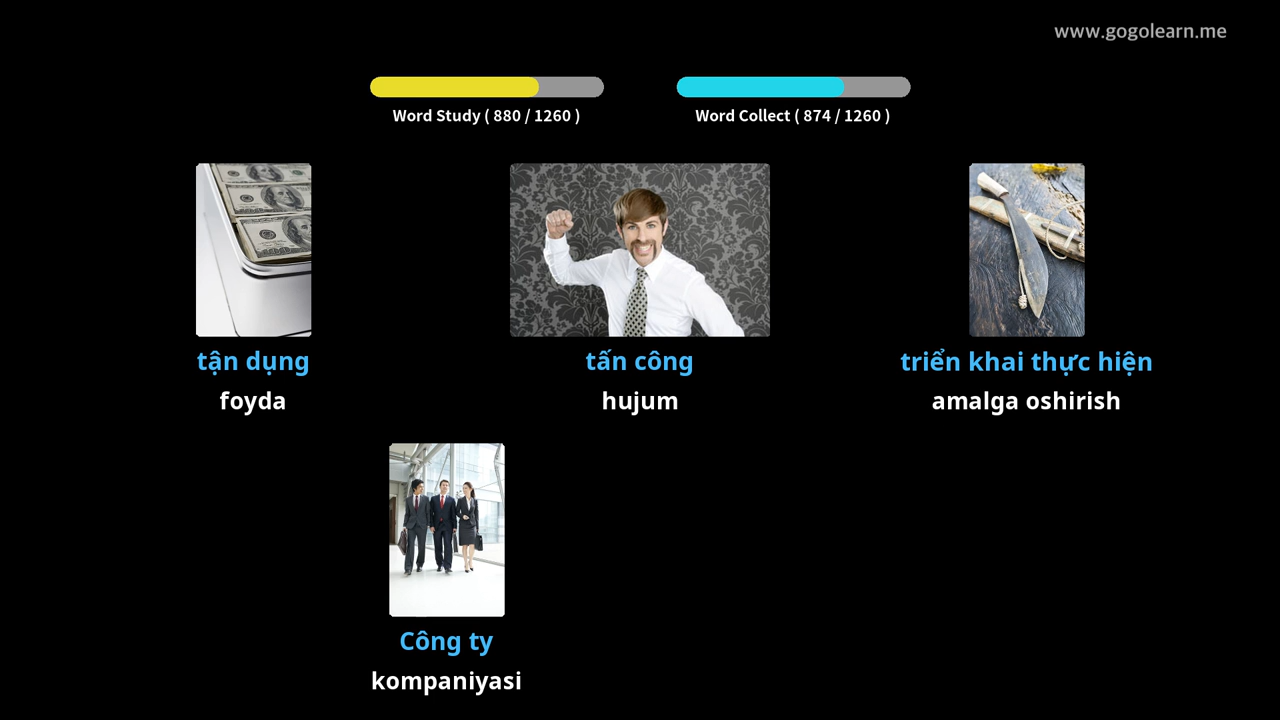 www.gogolearn.me
Word Study ( 880 / 1260 )
Word Collect ( 874 / 1260 )
tận dụng
foyda
tấn công
hujum
triển khai thực hiện
amalga oshirish
Công ty
kompaniyasi